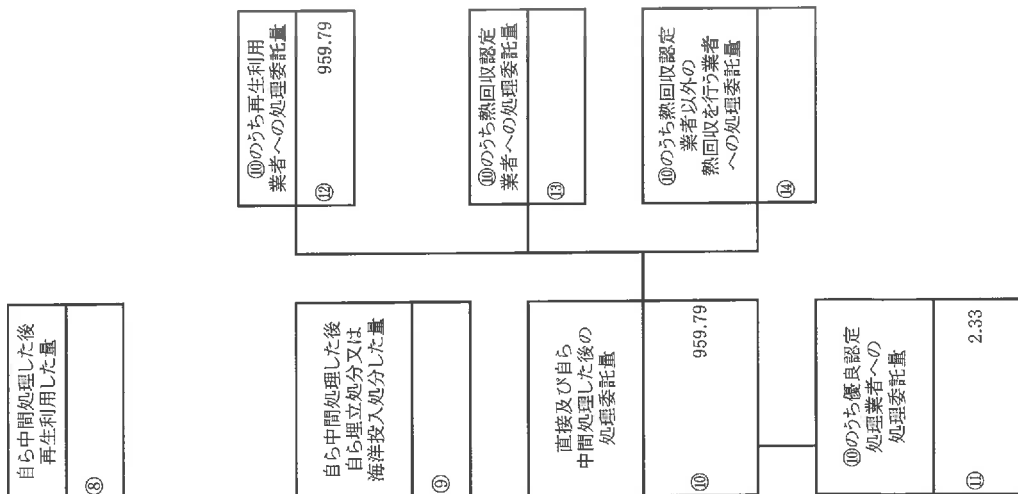 自ら中間処理した後
再生利用した量
⑧
自ら中間処理した後
自ら埋立処分又は
海洋投入処分した量
⑨
直接及び自ら
中間処理した後の
処理委託量
⑩ 959.79
⑩のうち優良認定
処理業者への
処理委託量
⑪ 2.33
⑩のうち再生利用
業者への処理委託量
⑫ 959.79
⑩のうち熱回収認定
業者への処理委託量
⑬
⑩のうち熱回収認定
業者以外の
熱回収を行う業者
への処理委託量
⑭